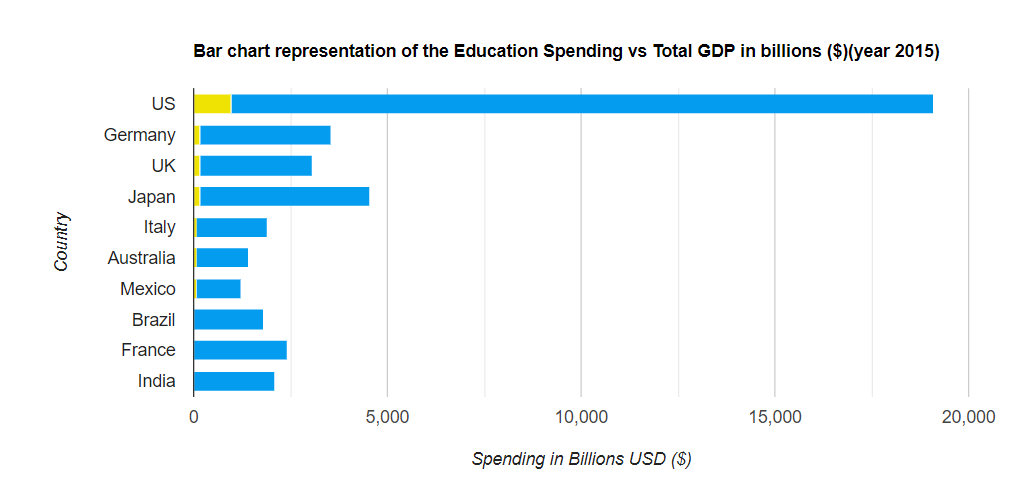 Bar chart representation of the Education Spending vs Total GDP in billions ($)(year 2015)
Country
US
Germany
UK
Japan
Italy
Australia
Mexico
Brazil
France
India
0 5,000 10,000 15,000 20,000
Spending in Billions USD ($)